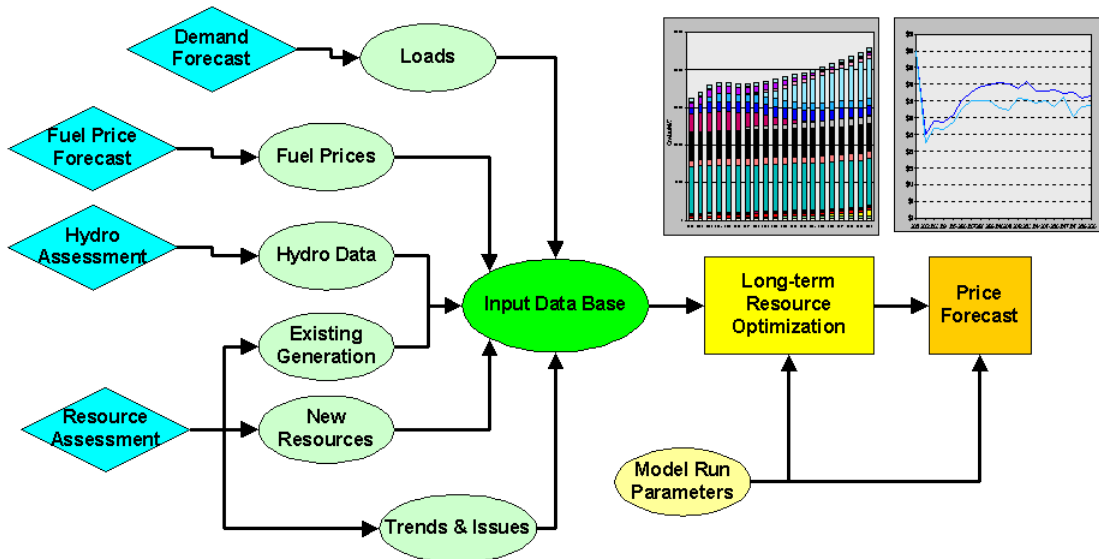 Demand
Forecast
Loads
Fuel Price
Forecast
Fuel Prices
Hydro
Assessment
Hydro Data
Input Data Base
Long-term
Resource
Optimization
Price
Forecast
Existing
Generation
Resource
Assessment
New
Resources
Model Run
Parameters
Trends & Issues